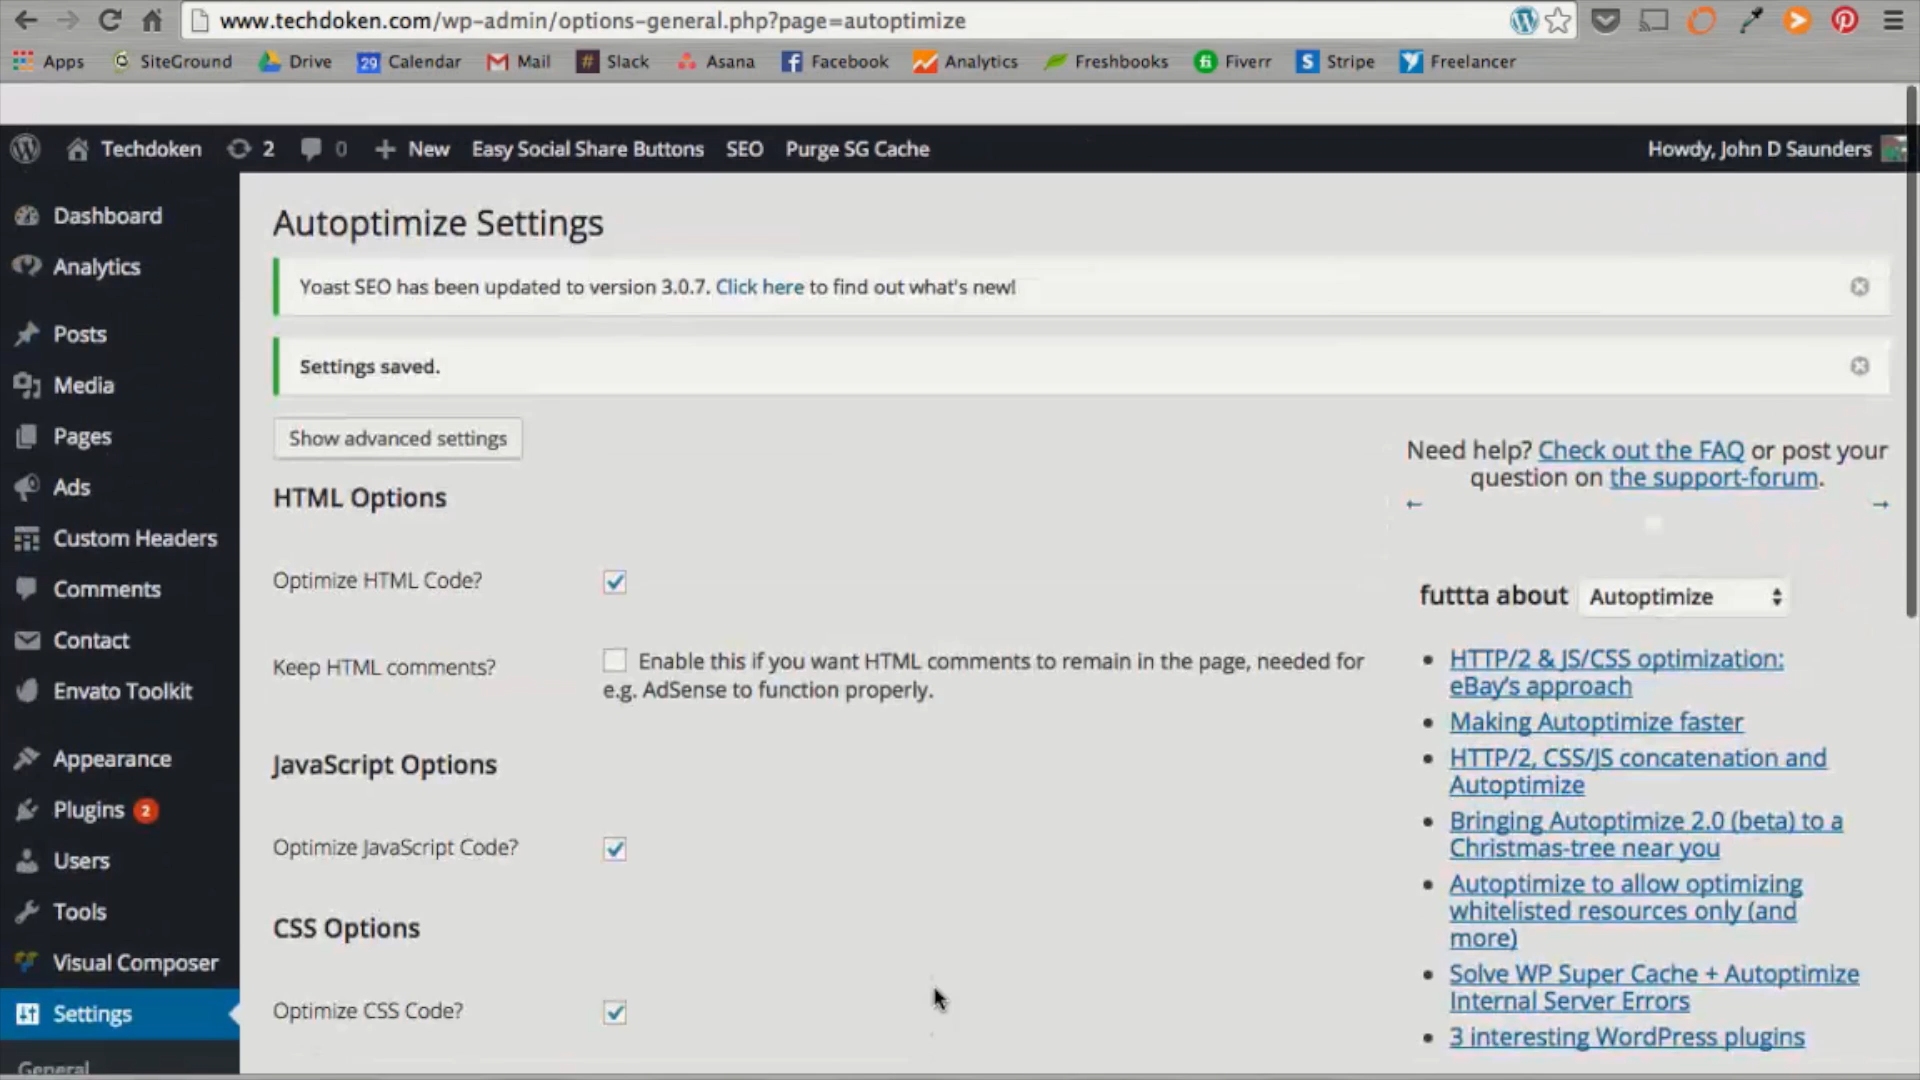 www.techdoken.com/wp-admin/options-general.php?page=autoptimize
Apps SiteGround Drive 29 Calendar Mail # Slack Asana Facebook Analytics Freshbooks Fiverr S Stripe Freelancer
Techdoken 2 0 + New Easy Social Share Buttons SEO Purge SG Cache Howdy, John D Saunders
Dashboard
Analytics
Posts
Media
Pages
Ads
Custom Headers
Comments
Contact
Envato Toolkit
Appearance
Plugins 2
Users
Tools
Visual Composer
Settings
General
Autoptimize Settings
Yoast SEO has been updated to version 3.0.7. Click here to find out what's new!
Settings saved.
Show advanced settings
HTML Options
Optimize HTML Code?
Keep HTML comments?
Enable this if you want HTML comments to remain in the page, needed for
e.g. AdSense to function properly.
JavaScript Options
Optimize JavaScript Code?
CSS Options
Optimize CSS Code?
Need help? Check out the FAQ or post your
question on the support-forum.
← →
futtta about Autoptimize
• HTTP/2 & JS/CSS optimization:
eBay's approach
• Making Autoptimize faster
• HTTP/2, CSS/JS concatenation and
Autoptimize
• Bringing Autoptimize 2.0 (beta) to a
Christmas-tree near you
• Autoptimize to allow optimizing
whitelisted resources only (and
more)
• Solve WP Super Cache + Autoptimize
Internal Server Errors
• 3 interesting WordPress plugins